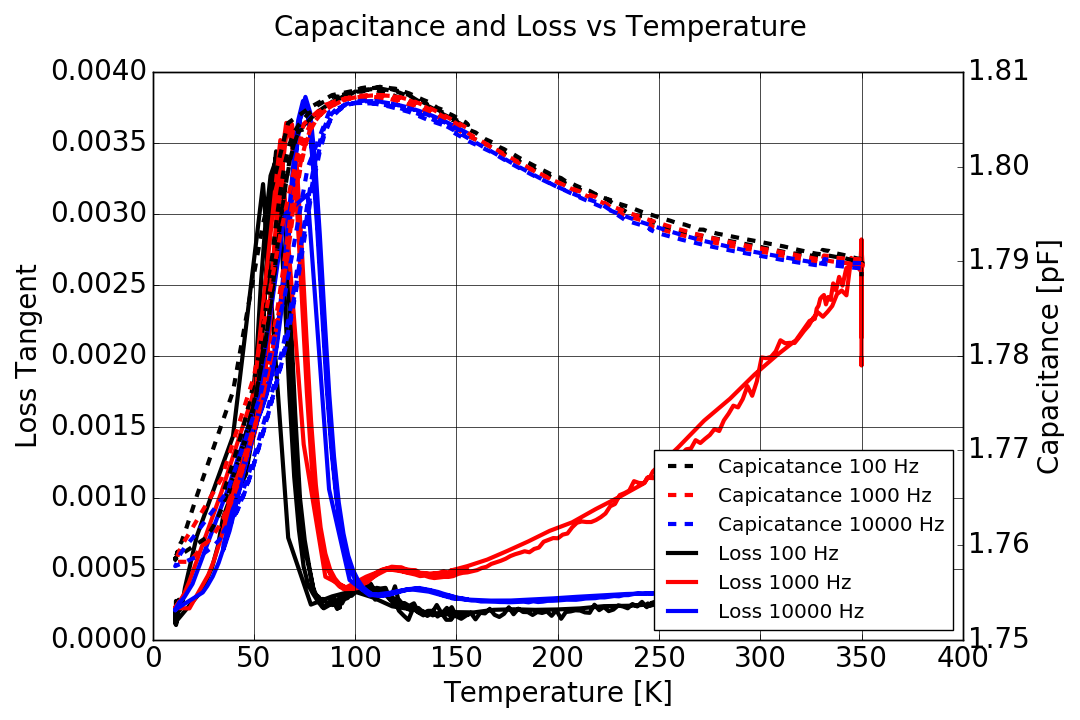 Capacitance and Loss vs Temperature
0.0040
0.0035
0.0030
0.0025
0.0020
0.0015
0.0010
0.0005
0.0000
Loss Tangent
1.81
1.80
1.79
1.78
1.77
1.76
1.75
Capacitance [pF]
Capicatance 100 Hz
Capicatance 1000 Hz
Capicatance 10000 Hz
Loss 100 Hz
Loss 1000 Hz
Loss 10000 Hz
0 50 100 150 200 250 300 350 400
Temperature [K]